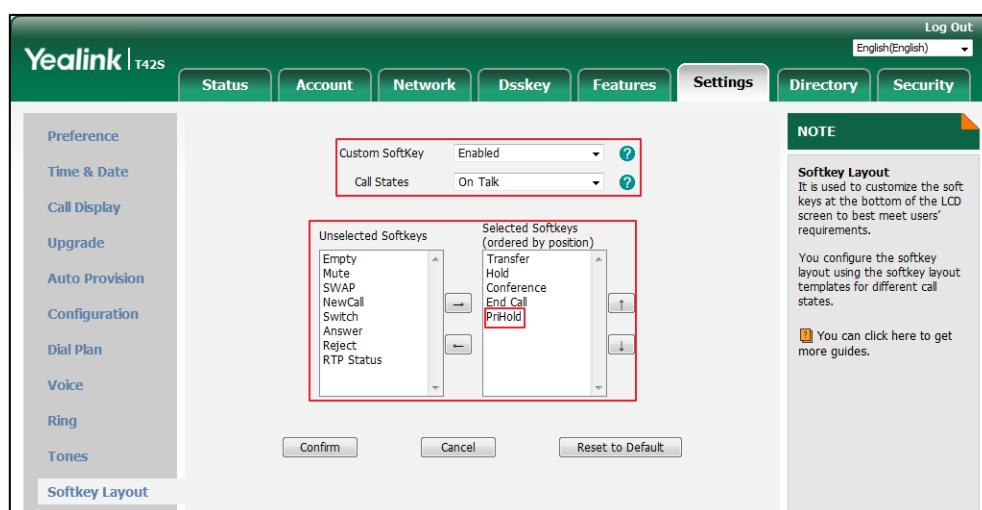 Log Out
Yealink T42S
English(English)
Status Account Network Dsskey Features Settings Directory Security
Preference
Time & Date
Call Display
Upgrade
Auto Provision
Configuration
Dial Plan
Voice
Ring
Tones
Softkey Layout
Custom SoftKey Enabled ?
Call States On Talk ?
Unselected Softkeys
Empty
Mute
SWAP
NewCall
Switch
Answer
Reject
RTP Status
→
←
Selected Softkeys
(ordered by position)
Transfer
Hold
Conference
End Call
PriHold
↑
↓
Confirm Cancel Reset to Default
NOTE
Softkey Layout
It is used to customize the soft
keys at the bottom of the LCD
screen to best meet users'
requirements.
You configure the softkey
layout using the softkey layout
templates for different call
states.
? You can click here to get
more guides.